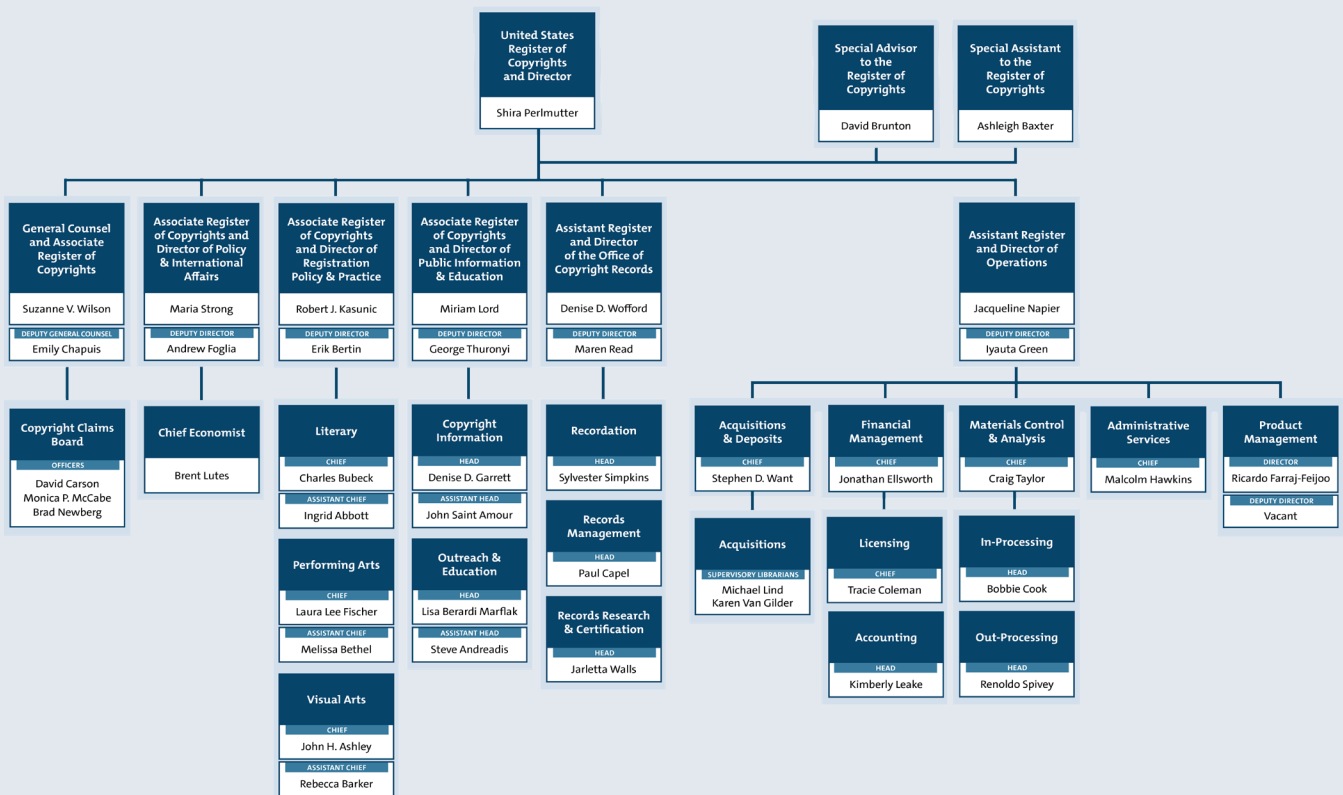 United States
Register of
Copyrights
and Director
Shira Perlmutter
Special Advisor
to the
Register of
Copyrights
David Brunton
Special Assistant
to the
Register of
Copyrights
Ashleigh Baxter
General Counsel
and Associate
Register of
Copyrights
Suzanne V. Wilson
DEPUTY GENERAL COUNSEL
Emily Chapuis
Copyright Claims
Board
OFFICERS
David Carson
Monica P. McCabe
Brad Newberg
Associate Register
of Copyrights and
Director of Policy
& International
Affairs
Maria Strong
DEPUTY DIRECTOR
Andrew Foglia
Chief Economist
Brent Lutes
Associate Register
of Copyrights
and Director of
Registration
Policy & Practice
Robert J. Kasunic
DEPUTY DIRECTOR
Erik Bertin
Literary
CHIEF
Charles Bubeck
ASSISTANT CHIEF
Ingrid Abbott
Performing Arts
CHIEF
Laura Lee Fischer
ASSISTANT CHIEF
Melissa Bethel
Visual Arts
CHIEF
John H. Ashley
ASSISTANT CHIEF
Rebecca Barker
Associate Register
of Copyrights
and Director of
Public Information
& Education
Miriam Lord
DEPUTY DIRECTOR
George Thuronyi
Copyright
Information
HEAD
Denise D. Garrett
ASSISTANT HEAD
John Saint Amour
Outreach &
Education
HEAD
Lisa Berardi Marflak
ASSISTANT HEAD
Steve Andreadis
Assistant Register
and Director
of the Office of
Copyright Records
Denise D. Wofford
DEPUTY DIRECTOR
Maren Read
Recordation
HEAD
Sylvester Simpkins
Records
Management
HEAD
Paul Capel
Records Research
& Certification
HEAD
Jarletta Walls
Assistant Register
and Director of
Operations
Jacqueline Napier
DEPUTY DIRECTOR
Iyauta Green
Acquisitions
& Deposits
CHIEF
Stephen D. Want
Acquisitions
SUPERVISORY LIBRARIANS
Michael Lind
Karen Van Gilder
Financial
Management
CHIEF
Jonathan Ellsworth
Licensing
CHIEF
Tracie Coleman
Accounting
HEAD
Kimberly Leake
Materials Control
& Analysis
CHIEF
Craig Taylor
In-Processing
HEAD
Bobbie Cook
Out-Processing
HEAD
Renoldo Spivey
Administrative
Services
CHIEF
Malcolm Hawkins
Product
Management
DIRECTOR
Ricardo Farraj-Feijoo
DEPUTY DIRECTOR
Vacant